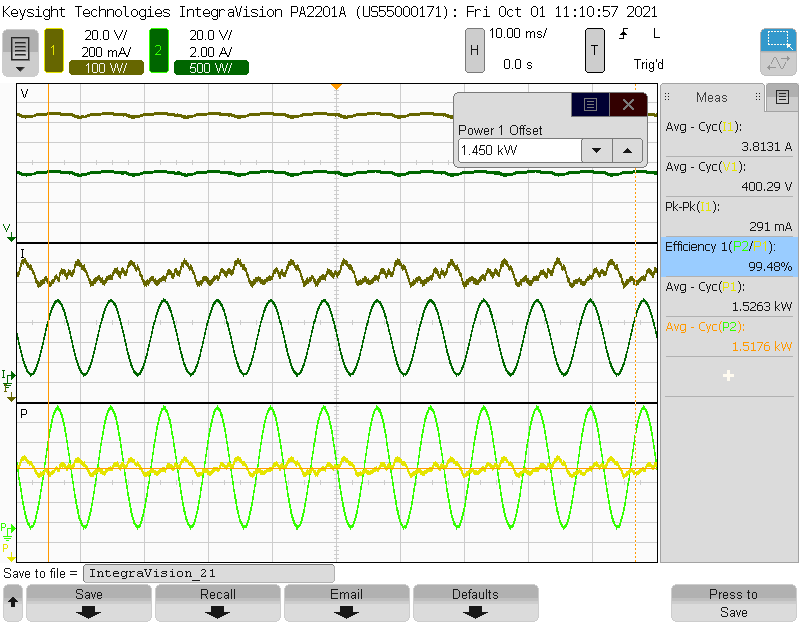 Keysight Technologies IntegraVision PA2201A (US55000171): Fri Oct 01 11:10:57 2021
1 20.0 V/ 200 mA/ 100 W/
2 20.0 V/ 2.00 A/ 500 W/
H 10.00 ms/ 0.0 s
T L Trig'd
V
Power 1 Offset
1.450 kW
Meas
Avg - Cyc(I1):
3.8131 A
Avg - Cyc(V1):
400.29 V
Pk-Pk(I1):
291 mA
Efficiency 1(P2/P1):
99.48%
Avg - Cyc(P1):
1.5263 kW
Avg - Cyc(P2):
1.5176 kW
+
V
I
I
P
P
P
Save to file = IntegraVision_21
Save
Recall
Email
Defaults
Press to
Save